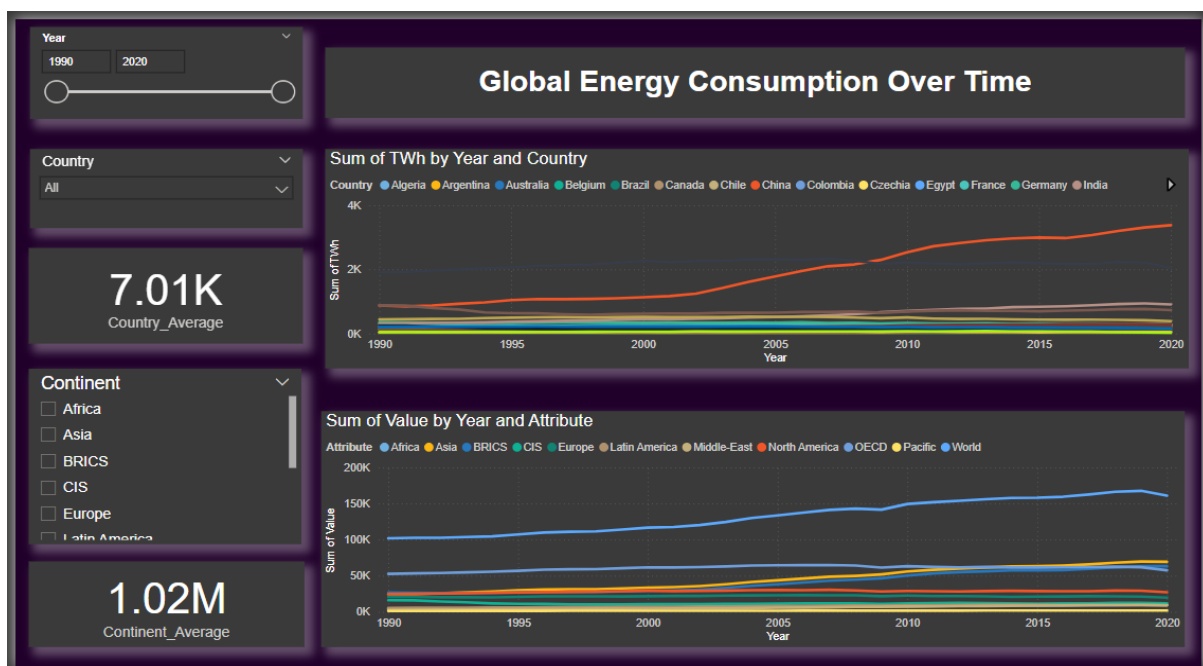 Year
1990 2020
Global Energy Consumption Over Time
Country
All
7.01K
Country_Average
Continent
Africa
Asia
BRICS
CIS
Europe
Latin America
1.02M
Continent_Average
Sum of TWh by Year and Country
Country Algeria Argentina Australia Belgium Brazil Canada Chile China Colombia Czechia Egypt France Germany India
4K
2K
0K
Sum of TWh
1990 1995 2000 2005 2010 2015 2020
Year
Sum of Value by Year and Attribute
Attribute Africa Asia BRICS CIS Europe Latin America Middle-East North America OECD Pacific World
200K
150K
100K
50K
0K
Sum of Value
1990 1995 2000 2005 2010 2015 2020
Year